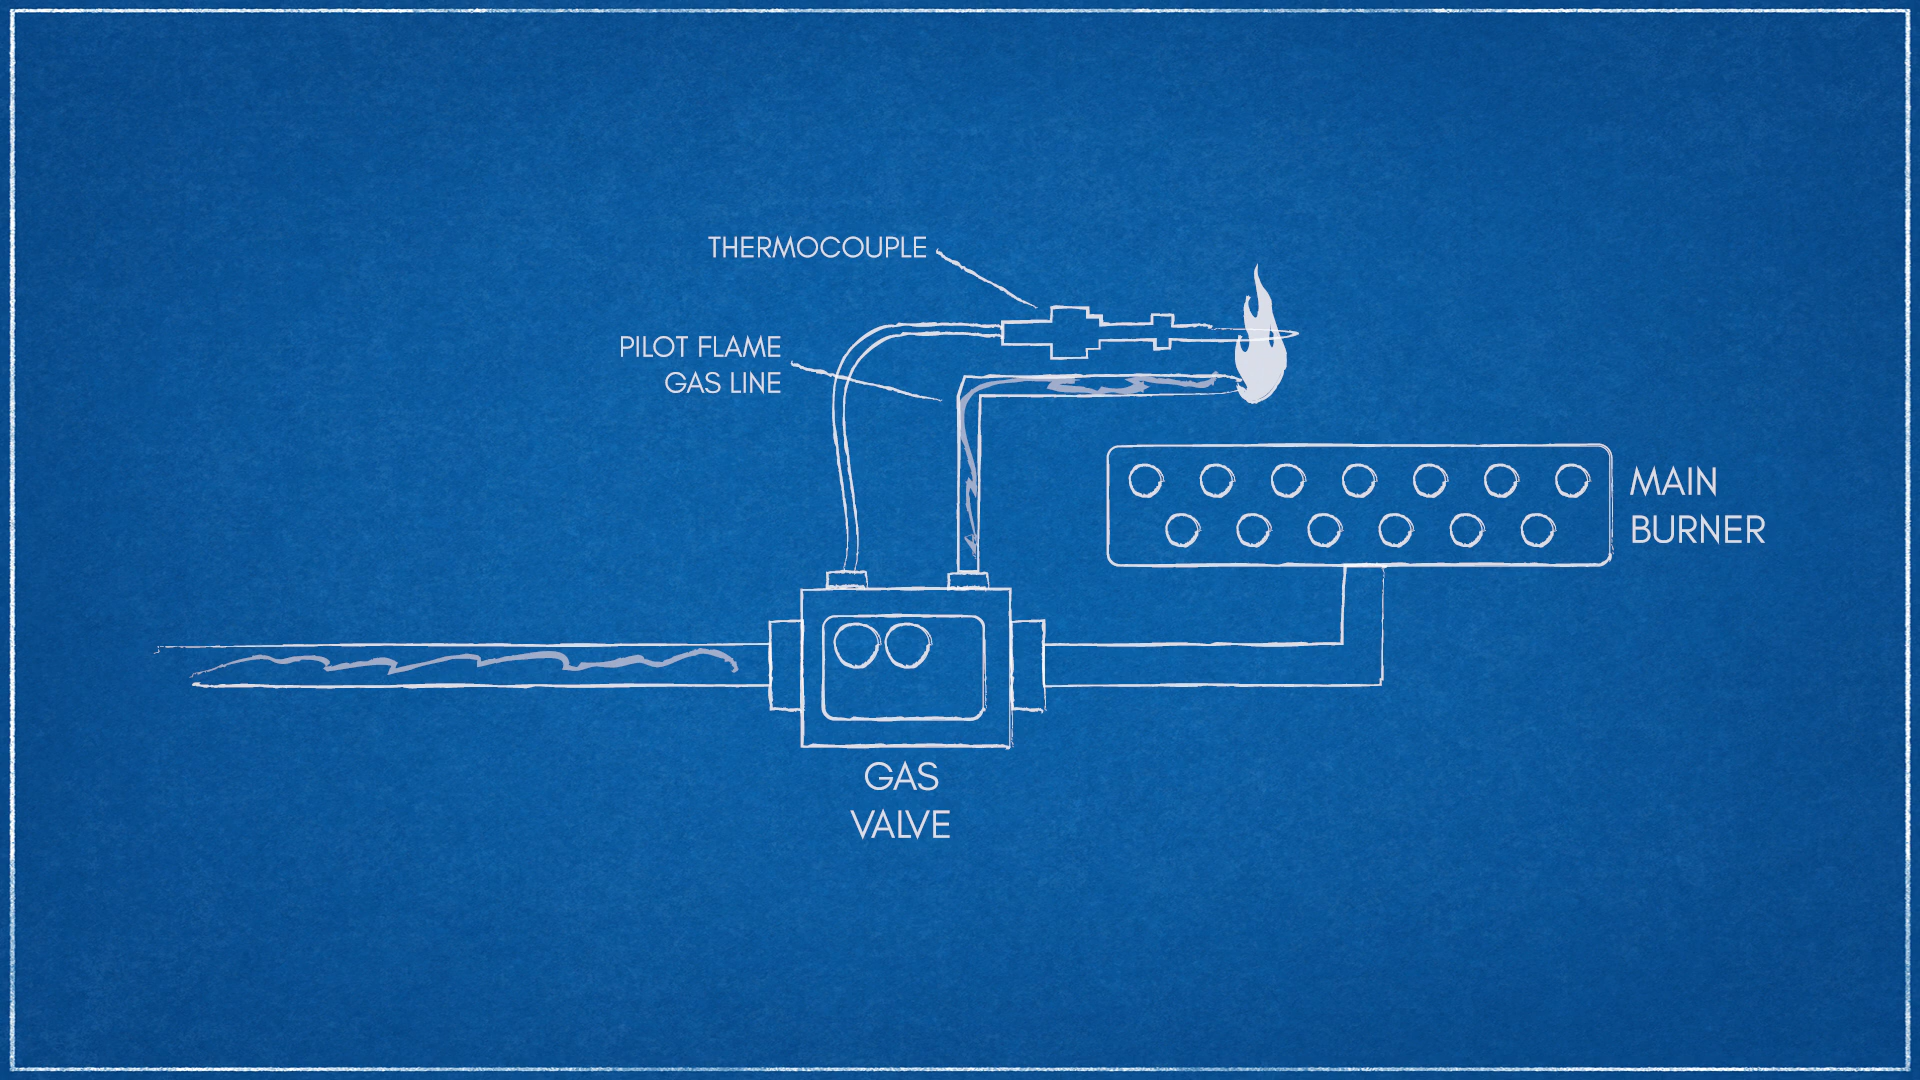 THERMOCOUPLE
PILOT FLAME
GAS LINE
MAIN
BURNER
GAS
VALVE